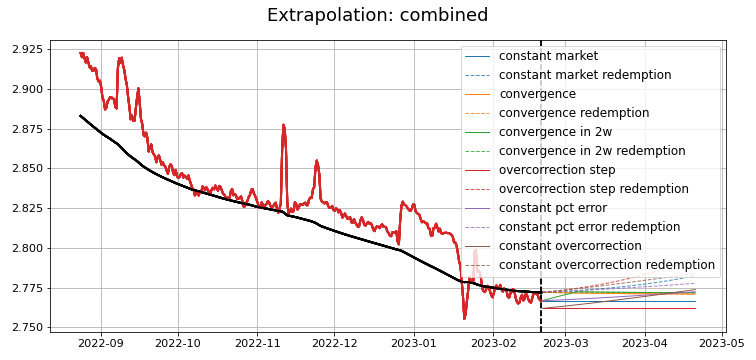 Extrapolation: combined
2.925
2.900
2.875
2.850
2.825
2.800
2.775
2.750
constant market
constant market redemption
convergence
convergence redemption
convergence in 2w
convergence in 2w redemption
overcorrection step
overcorrection step redemption
constant pct error
constant pct error redemption
constant overcorrection
constant overcorrection redemption
2022-09 2022-10 2022-11 2022-12 2023-01 2023-02 2023-03 2023-04 2023-05